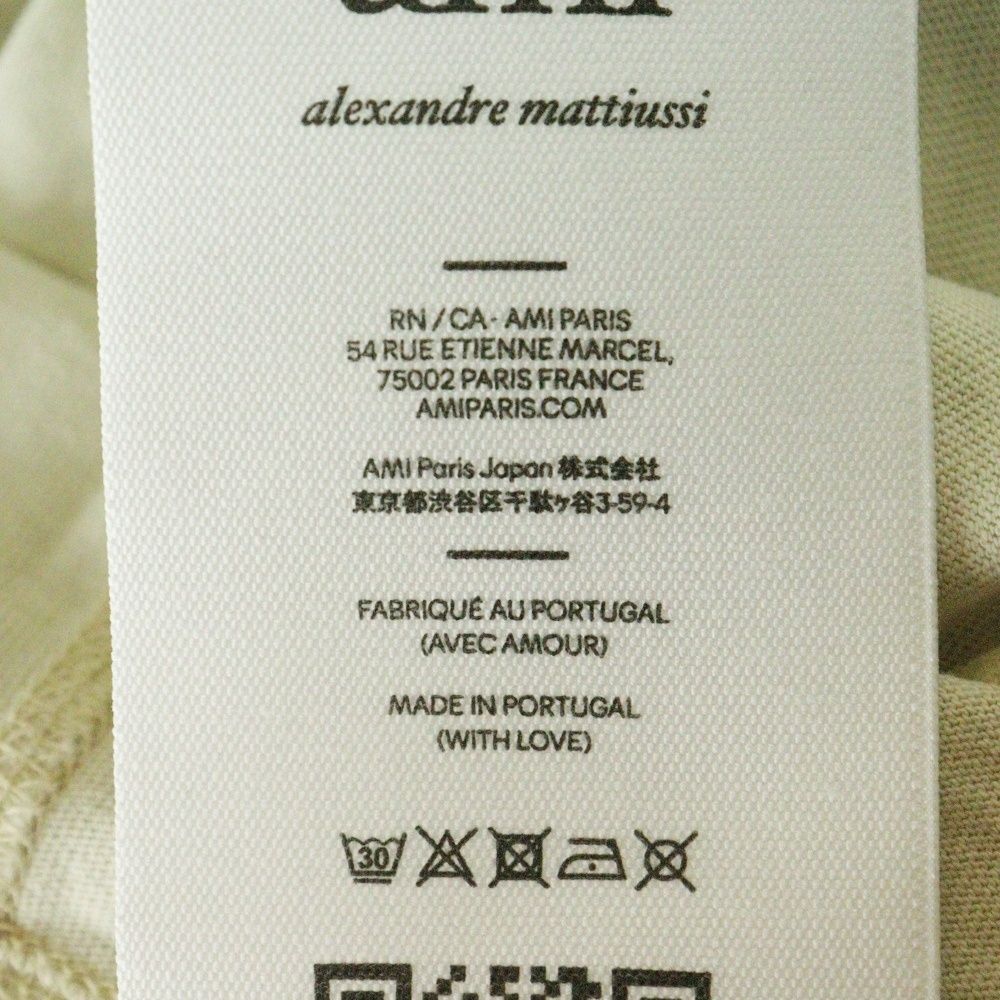 ami
alexandre mattiussi
RN / CA - AMI PARIS
54 RUE ETIENNE MARCEL,
75002 PARIS FRANCE
AMIPARIS.COM
AMI Paris Japan 株式会社
東京都渋谷区千駄ヶ谷3-59-4
FABRIQUÉ AU PORTUGAL
(AVEC AMOUR)
MADE IN PORTUGAL
(WITH LOVE)
30